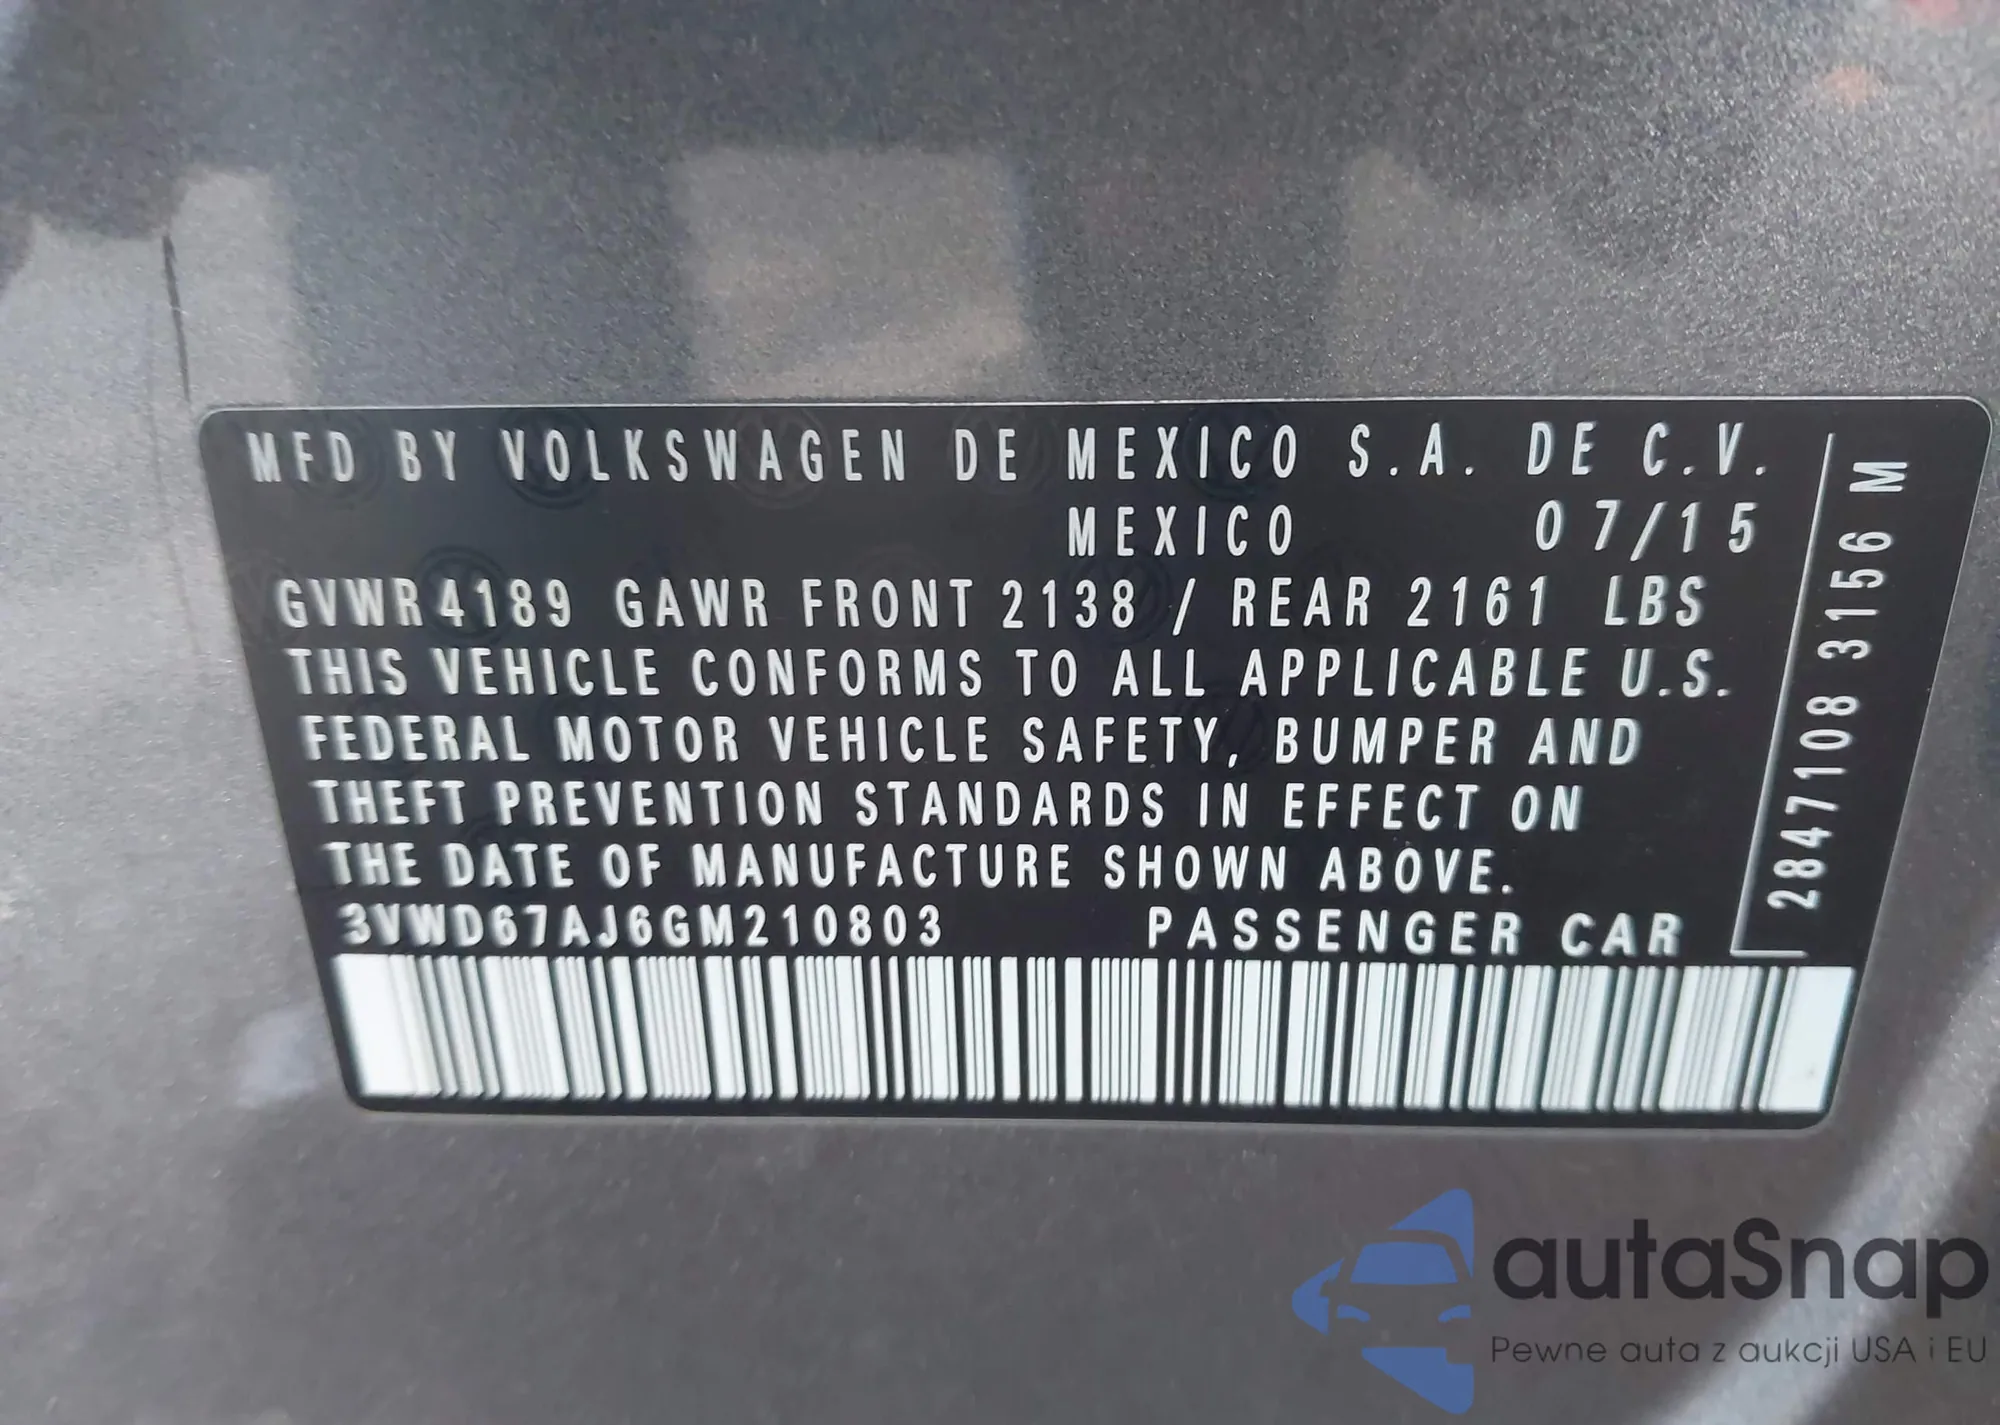 MFD BY VOLKSWAGEN DE MEXICO S.A. DE C.V.
MEXICO 07/15
GVWR 4189 GAWR FRONT 2138 / REAR 2161 LBS
THIS VEHICLE CONFORMS TO ALL APPLICABLE U.S.
FEDERAL MOTOR VEHICLE SAFETY, BUMPER AND
THEFT PREVENTION STANDARDS IN EFFECT ON
THE DATE OF MANUFACTURE SHOWN ABOVE.
3VWD67AJ6GM210803 PASSENGER CAR
2847108 3156 M
autaSnap
Pewne auta z aukcji USA i EU